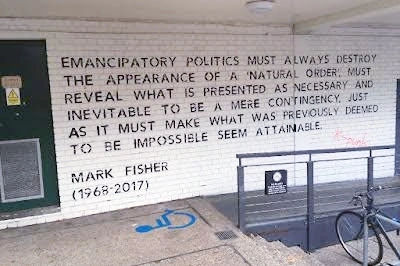 EMANCIPATORY POLITICS MUST ALWAYS DESTROY
THE APPEARANCE OF A 'NATURAL ORDER', MUST
REVEAL WHAT IS PRESENTED AS NECESSARY AND
INEVITABLE TO BE A MERE CONTINGENCY, JUST
AS IT MUST MAKE WHAT WAS PREVIOUSLY DEEMED
TO BE IMPOSSIBLE SEEM ATTAINABLE.
K-punk
MARK FISHER
(1968-2017)